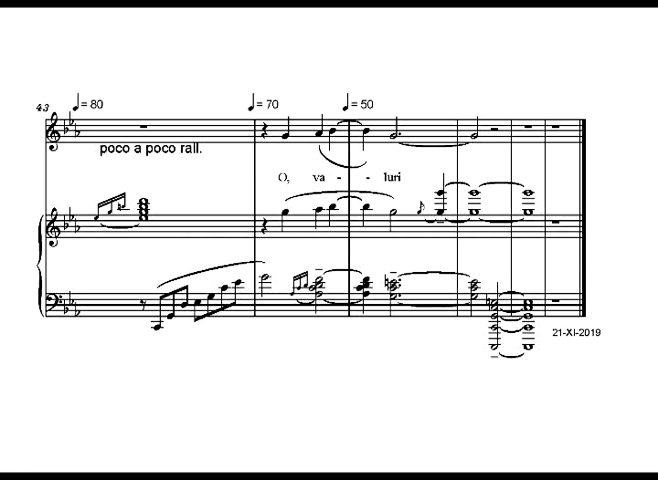 43 ♩ = 80 ♩ = 70 ♩ = 50
poco a poco rall.
O, va - - luri
21-XI-2019